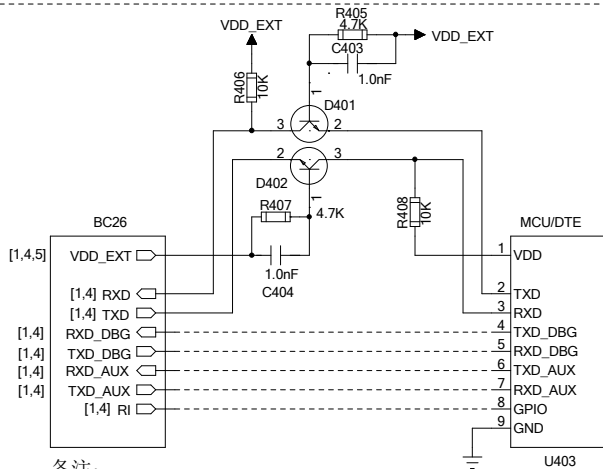 R405
4.7K
VDD_EXT
VDD_EXT
C403
1.0nF
R406
10K
1
D401
3
2
2
3
D402
1
R407
4.7K
R408
10K
BC26
MCU/DTE
[1,4,5] VDD_EXT
1 VDD
1.0nF
C404
[1,4] RXD
2 TXD
[1,4] TXD
3 RXD
[1,4] RXD_DBG
4 TXD_DBG
[1,4] TXD_DBG
5 RXD_DBG
[1,4] RXD_AUX
6 TXD_AUX
[1,4] TXD_AUX
7 RXD_AUX
[1,4] RI
8 GPIO
9 GND
备注:
U403